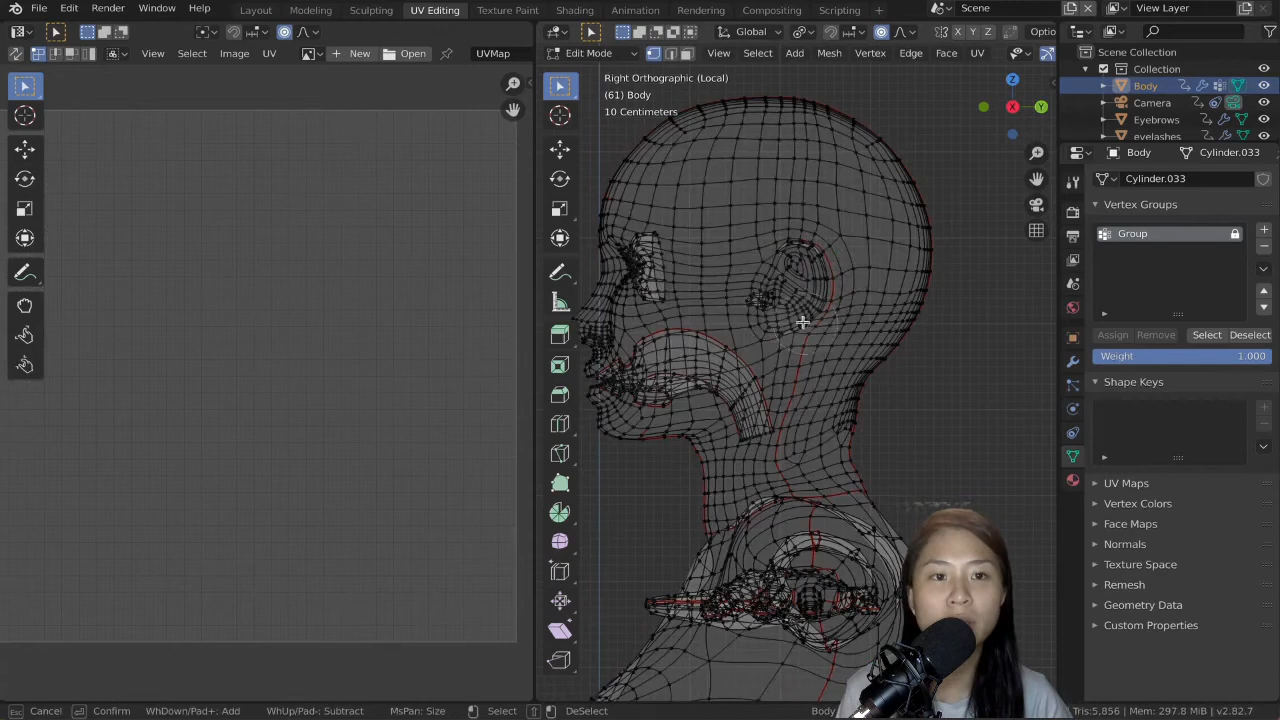 File Edit Render Window Help Layout Modeling Sculpting UV Editing Texture Paint Shading Animation Rendering Compositing Scripting Scene View Layer
View Select Image UV New Open UVMap
Global X Y Z Optio
Edit Mode View Select Add Mesh Vertex Edge Face UV
Right Orthographic (Local)
(61) Body
10 Centimeters
Z
X
Y
Scene Collection
Collection
Body
Camera
Eyebrows
eyelashes
Body Cylinder.033
Cylinder.033
Vertex Groups
Group
Assign Remove Select Deselect
Weight 1.000
Shape Keys
UV Maps
Vertex Colors
Face Maps
Normals
Texture Space
Remesh
Geometry Data
Custom Properties
Esc Cancel Confirm WhDown/Pad+: Add WhUp/Pad-: Subtract MsPan: Size Select DeSelect Body Tris:5,856 Mem: 297.8 MiB v2.82.7